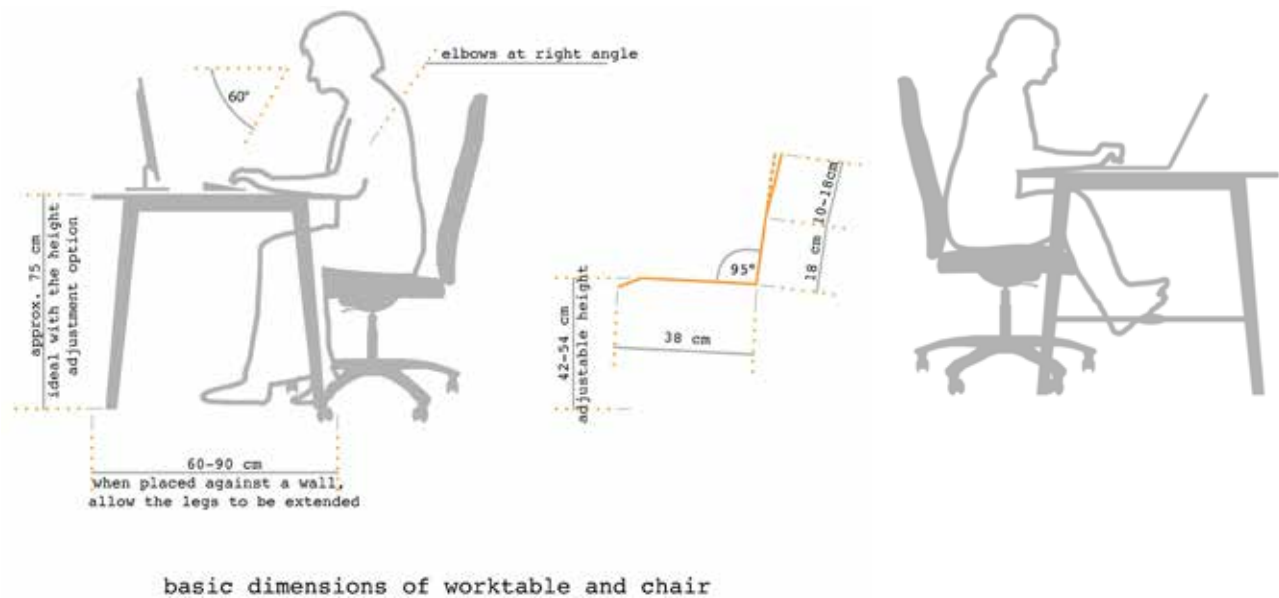 elbows at right angle
60°
approx. 75 cm
ideal with the height
adjustment option
60-90 cm
when placed against a wall,
allow the legs to be extended
10-18cm
18 cm
95°
38 cm
42-54 cm
adjustable height
basic dimensions of worktable and chair